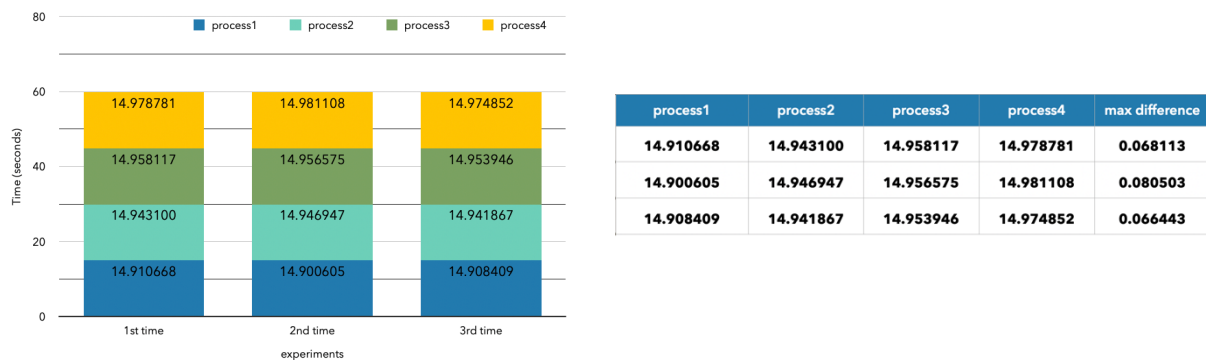 80
process1 process2 process3 process4
60
14.978781 14.981108 14.974852
14.958117 14.956575 14.953946
40
Time (seconds)
14.943100 14.946947 14.941867
20
14.910668 14.900605 14.908409
0
1st time 2nd time 3rd time
experiments
process1 process2 process3 process4 max difference
14.910668 14.943100 14.958117 14.978781 0.068113
14.900605 14.946947 14.956575 14.981108 0.080503
14.908409 14.941867 14.953946 14.974852 0.066443